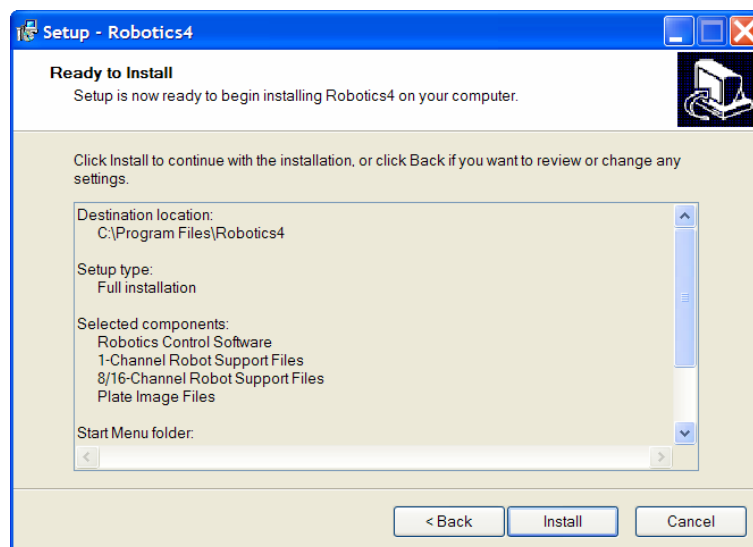 Setup - Robotics4
Ready to Install
Setup is now ready to begin installing Robotics4 on your computer.
Click Install to continue with the installation, or click Back if you want to review or change any
settings.
Destination location:
C:\Program Files\Robotics4
Setup type:
Full installation
Selected components:
Robotics Control Software
1-Channel Robot Support Files
8/16-Channel Robot Support Files
Plate Image Files
Start Menu folder:
< Back
Install
Cancel